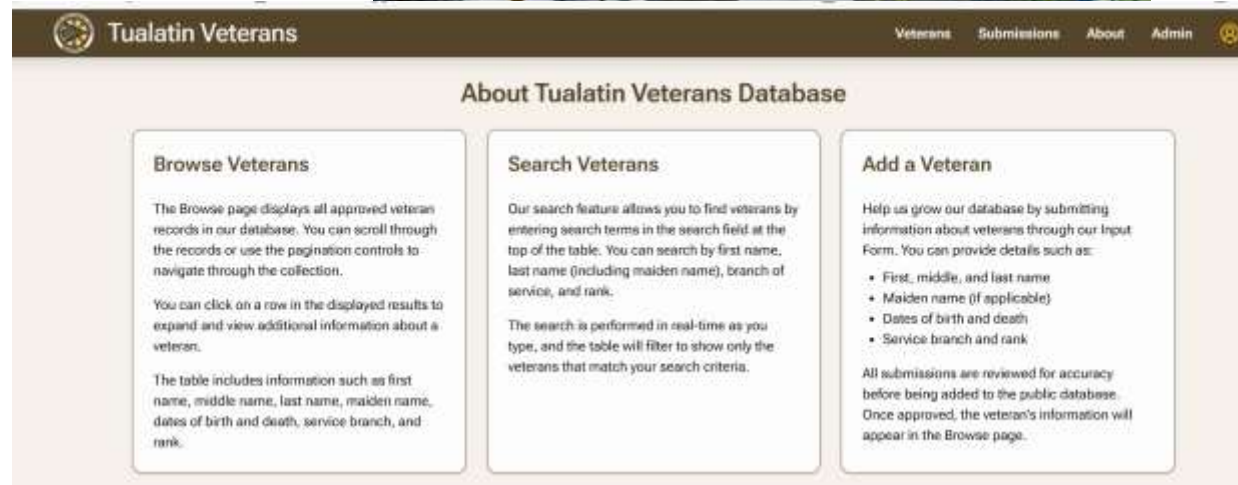 Tualatin Veterans
Veterans Submissions About Admin
About Tualatin Veterans Database
Browse Veterans
The Browse page displays all approved veteran
records in our database. You can scroll through
the records or use the pagination controls to
navigate through the collection.
You can click on a row in the displayed results to
expand and view additional information about a
veteran.
The table includes information such as first
name, middle name, last name, maiden name,
dates of birth and death, service branch, and
rank.
Search Veterans
Our search feature allows you to find veterans by
entering search terms in the search field at the
top of the table. You can search by first name,
last name (including maiden name), branch of
service, and rank.
The search is performed in real-time as you
type, and the table will filter to show only the
veterans that match your search criteria.
Add a Veteran
Help us grow our database by submitting
information about veterans through our Input
Form. You can provide details such as:
• First, middle, and last name
• Maiden name (if applicable)
• Dates of birth and death
• Service branch and rank
All submissions are reviewed for accuracy
before being added to the public database.
Once approved, the veteran's information will
appear in the Browse page.